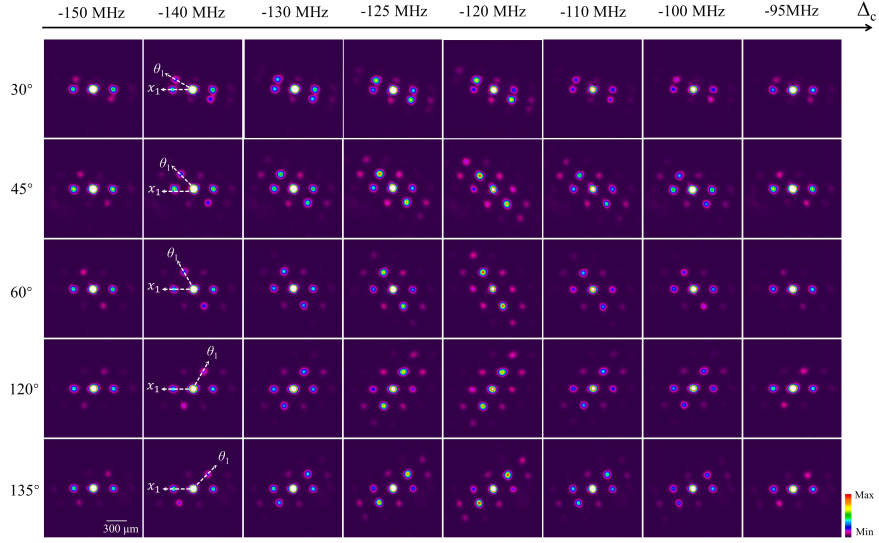 -150 MHz -140 MHz -130 MHz -125 MHz -120 MHz -110 MHz -100 MHz -95MHz Δc
30° θ₁ x₁
45° θ₁ x₁
60° θ₁ x₁
120° θ₁ x₁
135° θ₁ x₁
300 μm
Max
Min